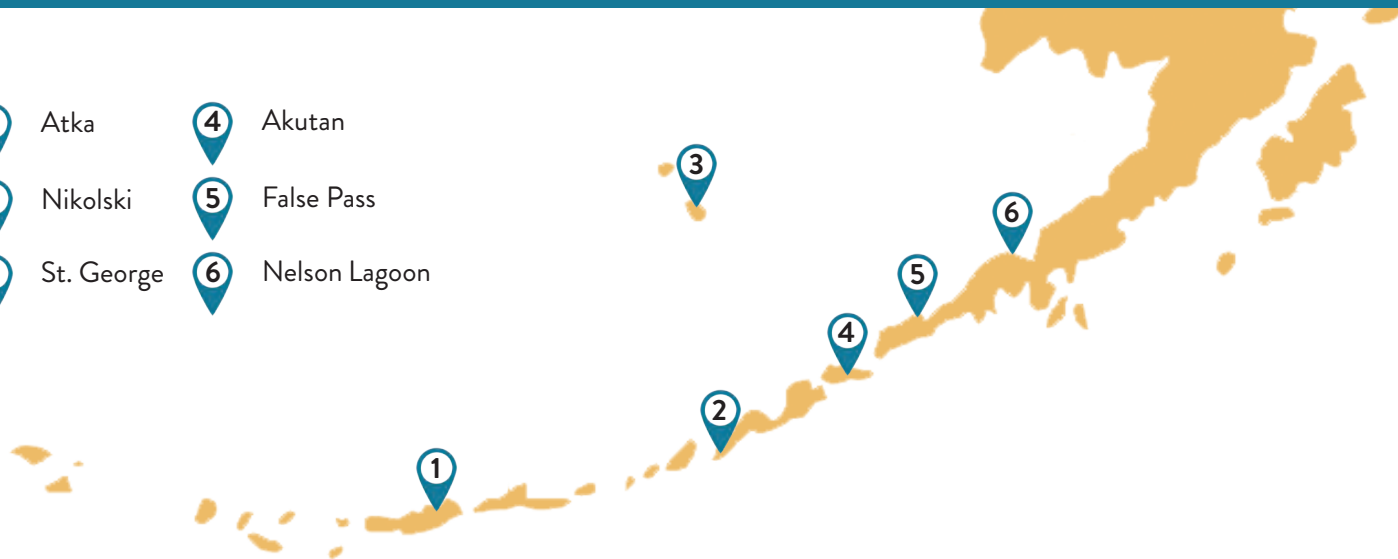 Atka
Nikolski
St. George
4 Akutan
5 False Pass
6 Nelson Lagoon
3
6
5
4
2
1